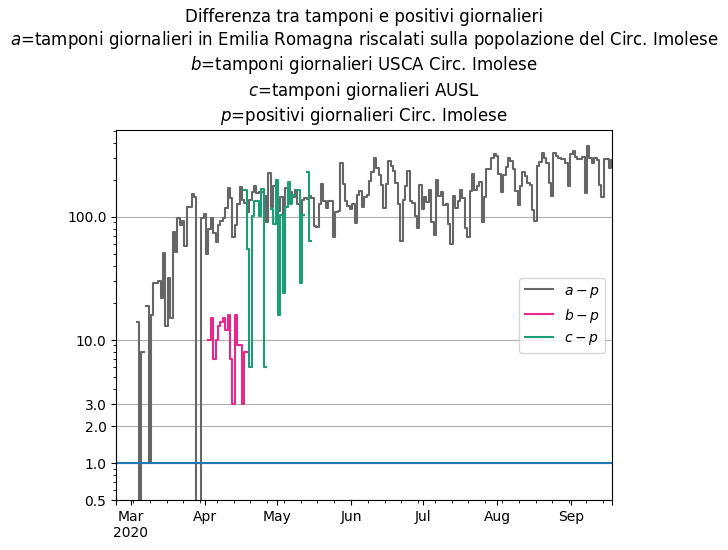 Differenza tra tamponi e positivi giornalieri
a=tamponi giornalieri in Emilia Romagna riscalati sulla popolazione del Circ. Imolese
b=tamponi giornalieri USCA Circ. Imolese
c=tamponi giornalieri AUSL
p=positivi giornalieri Circ. Imolese
100.0
10.0
3.0
2.0
1.0
0.5
a − p
b − p
c − p
Mar Apr May Jun Jul Aug Sep
2020